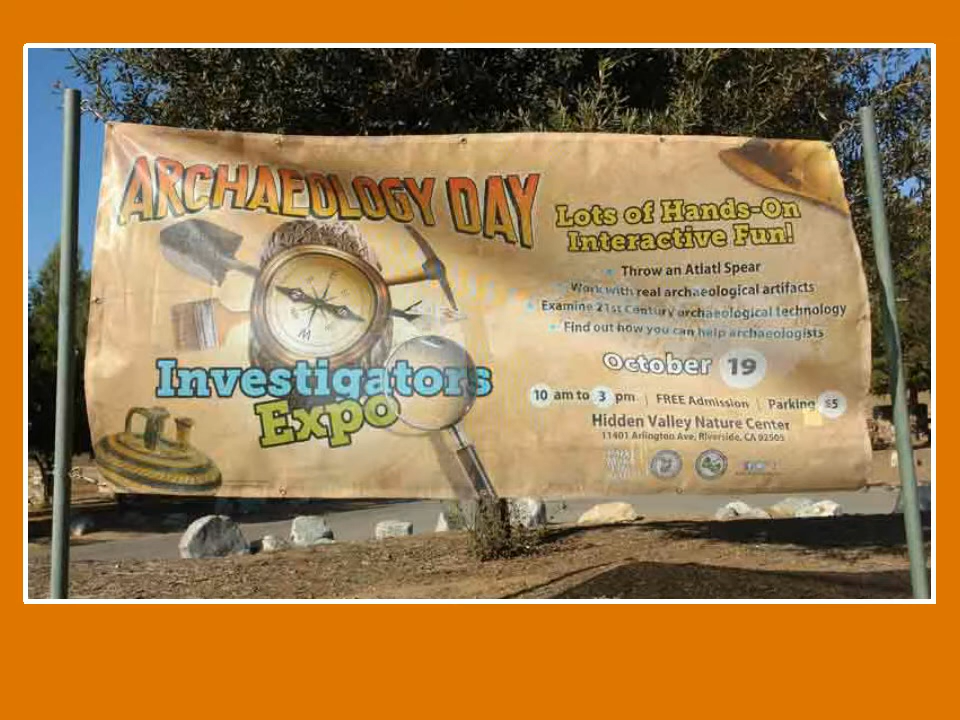 ARCHAEOLOGY DAY
Investigators
Expo
Lots of Hands-On
Interactive Fun!
Throw an Atlatl Spear
Work with real archaeological artifacts
Examine 21st Century archaeological technology
Find out how you can help archaeologists
October 19
10 am to 3 pm | FREE Admission | Parking $5
Hidden Valley Nature Center
11401 Arlington Ave, Riverside, CA 92505